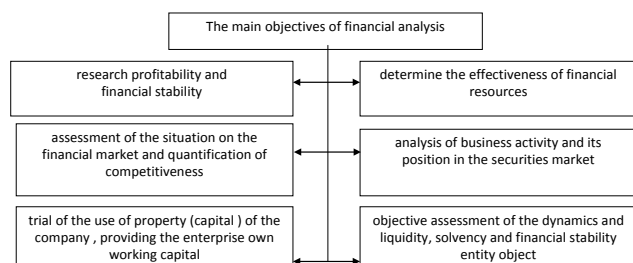 The main objectives of financial analysis
research profitability and
financial stability
determine the effectiveness of financial
resources
assessment of the situation on the
financial market and quantification of
competitiveness
analysis of business activity and its
position in the securities market
trial of the use of property (capital ) of the
company , providing the enterprise own
working capital
objective assessment of the dynamics and
liquidity, solvency and financial stability
entity object